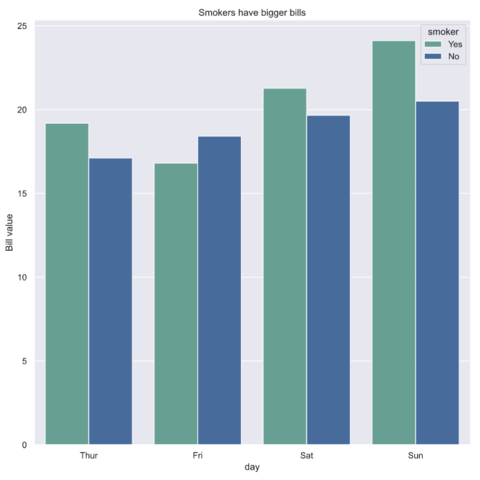 Smokers have bigger bills
25
20
15
10
5
0
Bill value
smoker
Yes
No
Thur
Fri
Sat
Sun
day